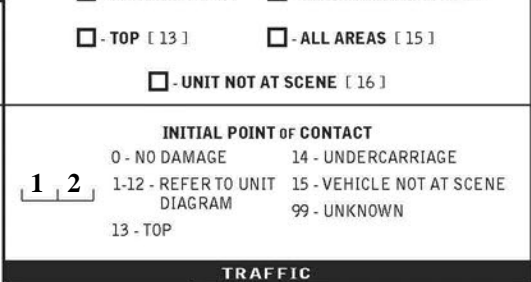 - TOP [ 13 ] - ALL AREAS [ 15 ]
- UNIT NOT AT SCENE [ 16 ]
INITIAL POINT OF CONTACT
0 - NO DAMAGE 14 - UNDERCARRIAGE
1 2 1-12 - REFER TO UNIT 15 - VEHICLE NOT AT SCENE
DIAGRAM 99 - UNKNOWN
13 - TOP
TRAFFIC